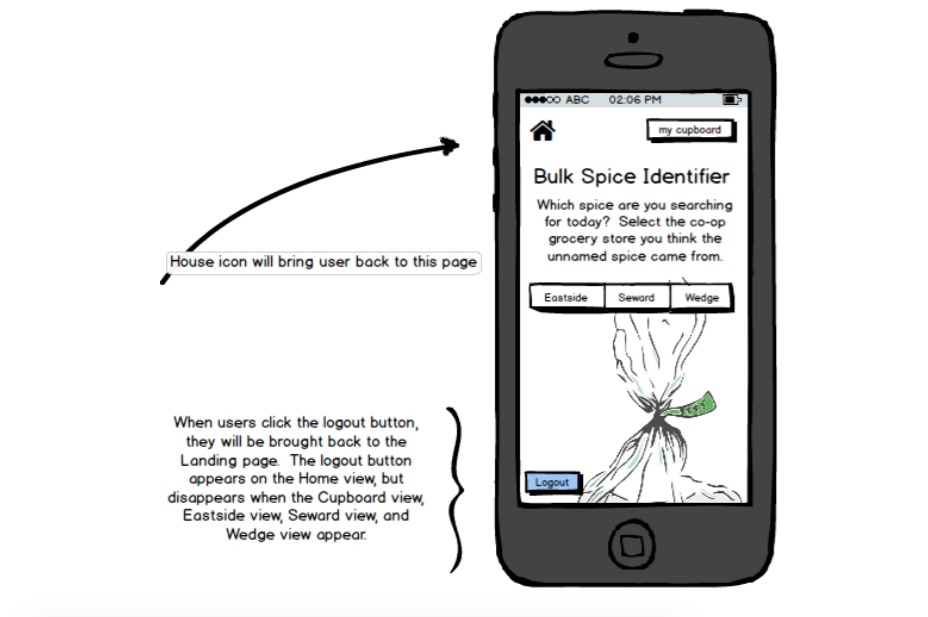 ABC 02:06 PM
my cupboard
Bulk Spice Identifier
Which spice are you searching
for today? Select the co-op
grocery store you think the
unnamed spice came from.
Eastside Seward Wedge
Logout
House icon will bring user back to this page
When users click the logout button,
they will be brought back to the
Landing page. The logout button
appears on the Home view, but
disappears when the Cupboard view,
Eastside view, Seward view, and
Wedge view appear.